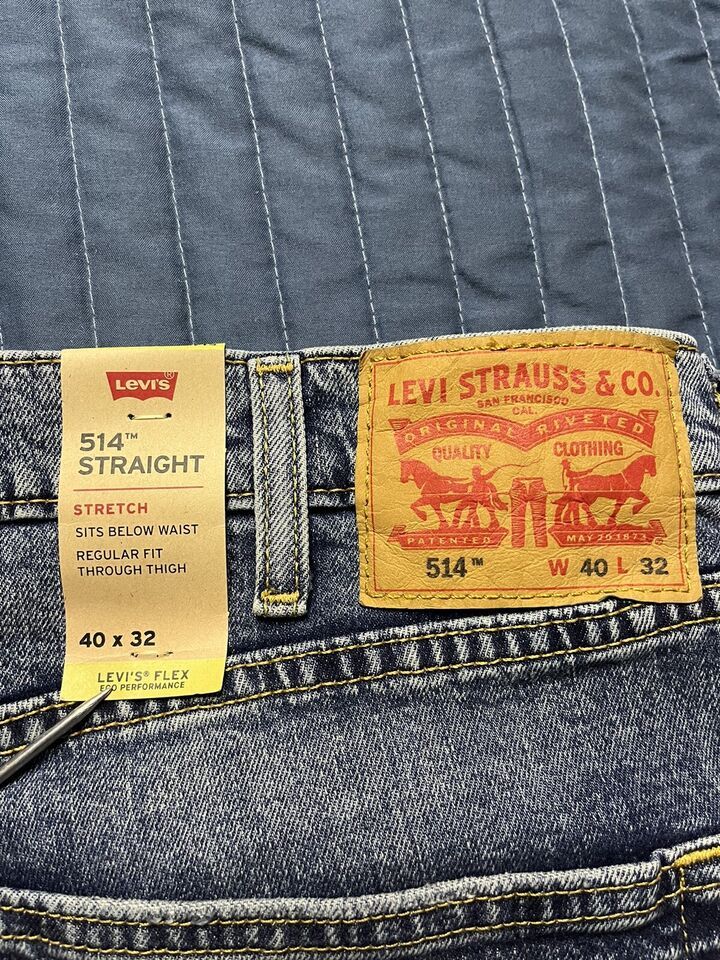 LEVI'S®
514™
STRAIGHT
STRETCH
SITS BELOW WAIST
REGULAR FIT
THROUGH THIGH
40 x 32
LEVI'S® FLEX
ECO PERFORMANCE
LEVI STRAUSS & CO.
SAN FRANCISCO
CAL.
ORIGINAL RIVETED
QUALITY CLOTHING
PATENTED MAY 20 1873
514™ W 40 L 32